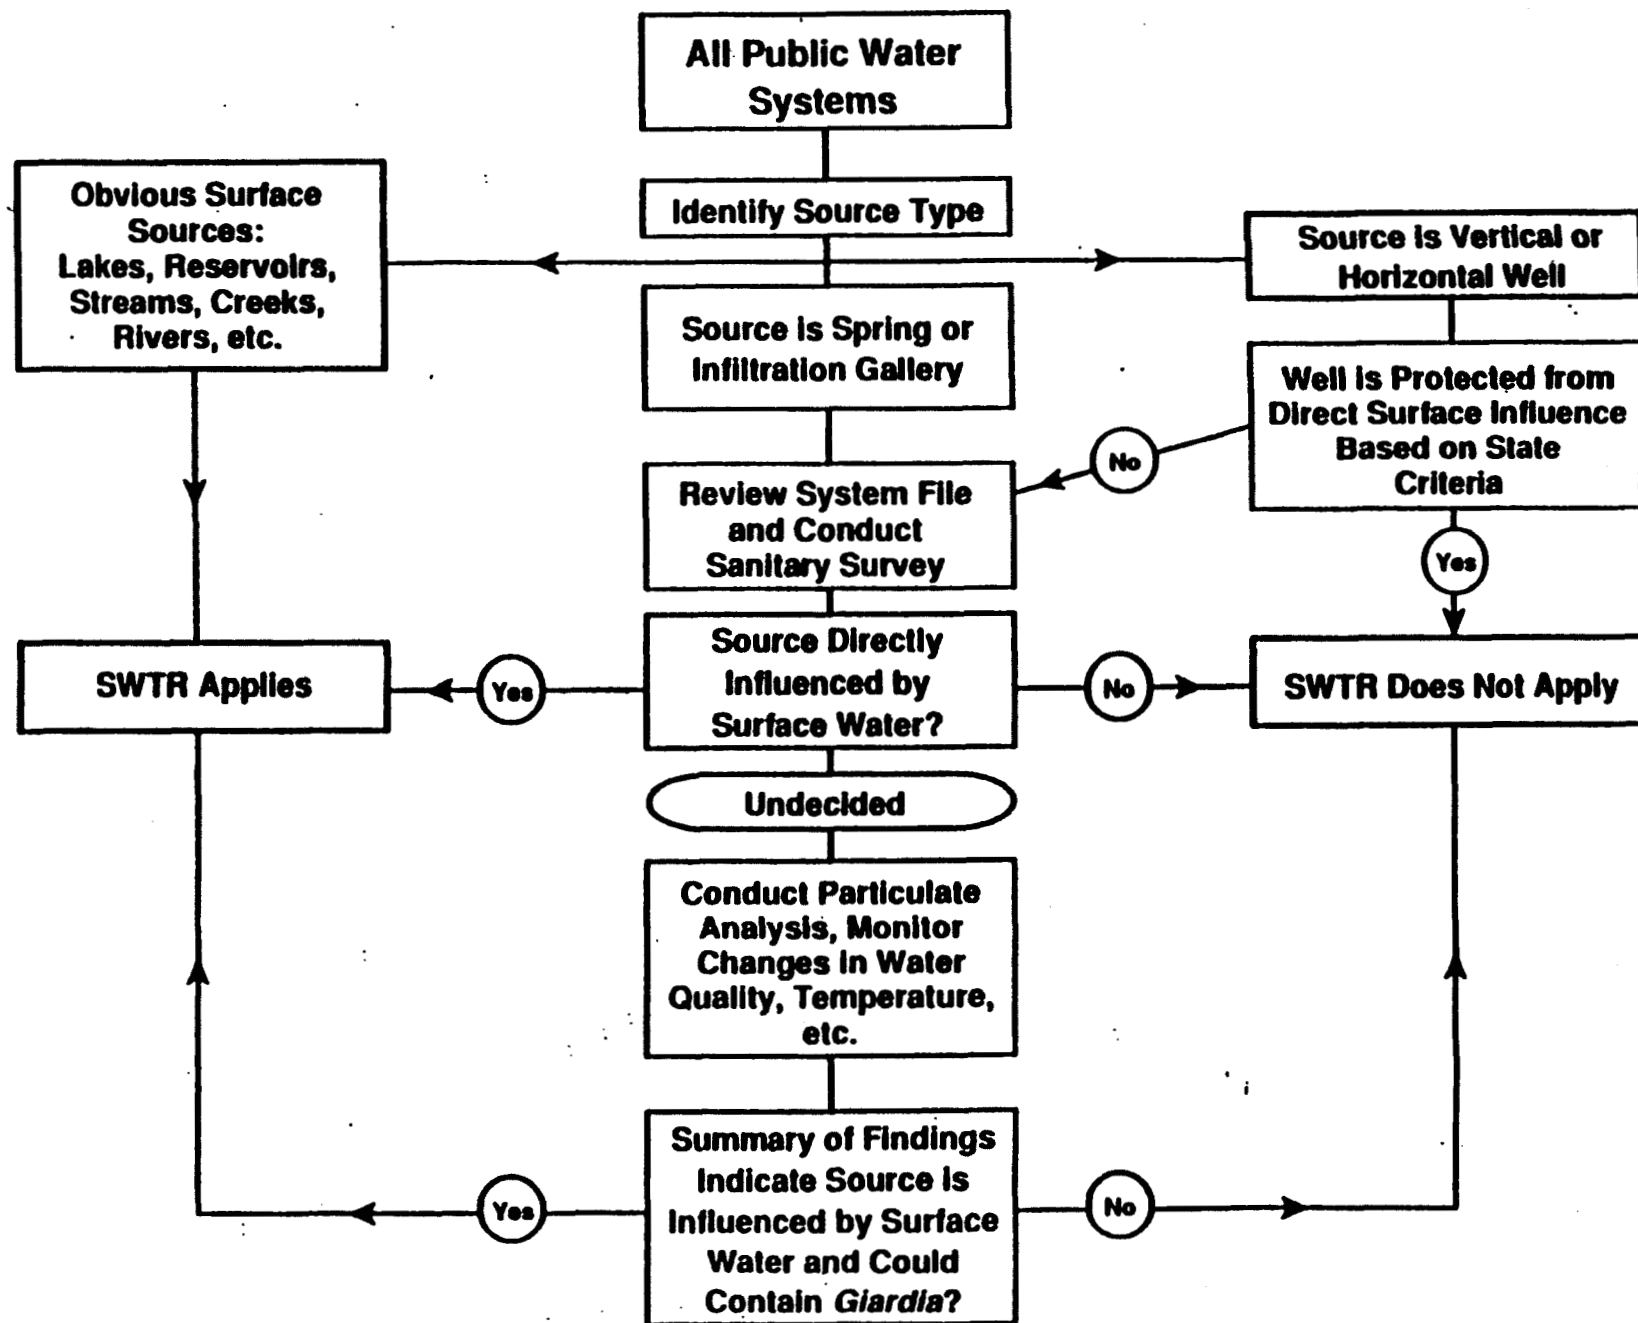 All Public Water
Systems
Identify Source Type
Obvious Surface
Sources:
Lakes, Reservoirs,
Streams, Creeks,
Rivers, etc.
Source is Vertical or
Horizontal Well
Source is Spring or
Infiltration Gallery
Well is Protected from
Direct Surface Influence
Based on State
Criteria
No
Review System File
and Conduct
Sanitary Survey
Yes
Source Directly
Influenced by
Surface Water?
Yes
No
SWTR Applies
SWTR Does Not Apply
Undecided
Conduct Particulate
Analysis, Monitor
Changes in Water
Quality, Temperature,
etc.
Summary of Findings
Indicate Source is
Influenced by Surface
Water and Could
Contain Giardia?
Yes
No